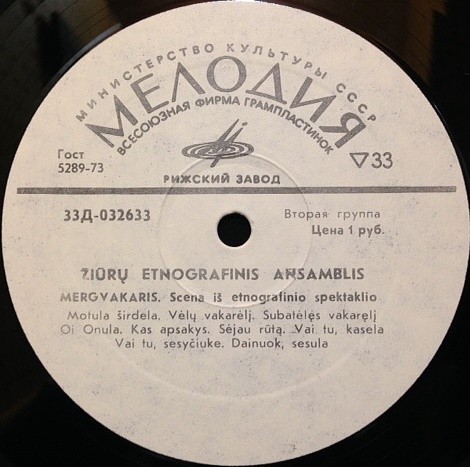 МИНИСТЕРСТВО КУЛЬТУРЫ СССР
МЕЛОДИЯ
ВСЕСОЮЗНАЯ ФИРМА ГРАМПЛАСТИНОК
Гост
5289-73
▽33
РИЖСКИЙ ЗАВОД
33Д-032633
Вторая группа
Цена 1 руб.
ŽIŪRŲ ETNOGRAFINIS ANSAMBLIS
MERGVAKARIS. Scena iš etnografinio spektaklio
Motula širdela. Vėlų vakarėlį. Subatėlęs vakaręlį
Oi Onula. Kas apsakys. Sėjau rūtą. Vai tu, kasela
Vai tu, sesyčiuke. Dainuok, sesula